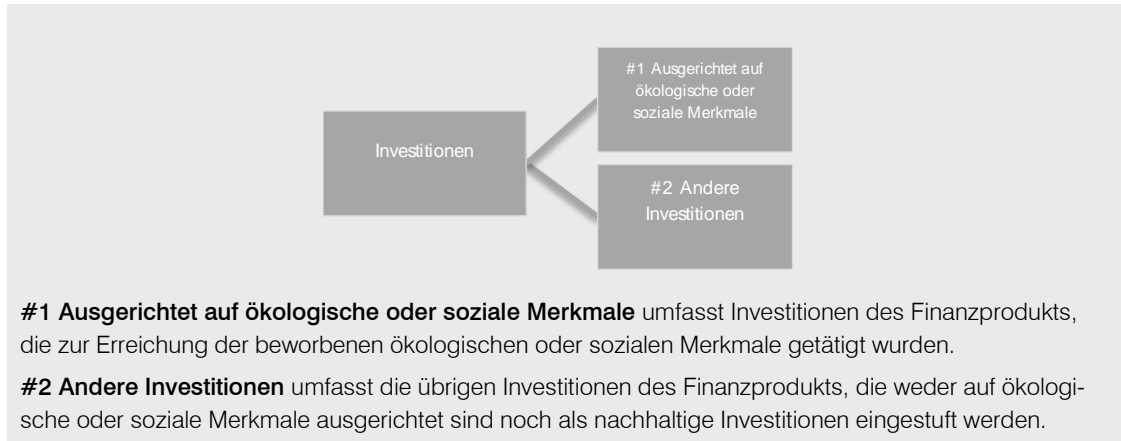 #1 Ausgerichtet auf
ökologische oder
soziale Merkmale
Investitionen
#2 Andere
Investitionen
#1 Ausgerichtet auf ökologische oder soziale Merkmale umfasst Investitionen des Finanzprodukts,
die zur Erreichung der beworbenen ökologischen oder sozialen Merkmale getätigt wurden.
#2 Andere Investitionen umfasst die übrigen Investitionen des Finanzprodukts, die weder auf ökologi-
sche oder soziale Merkmale ausgerichtet sind noch als nachhaltige Investitionen eingestuft werden.